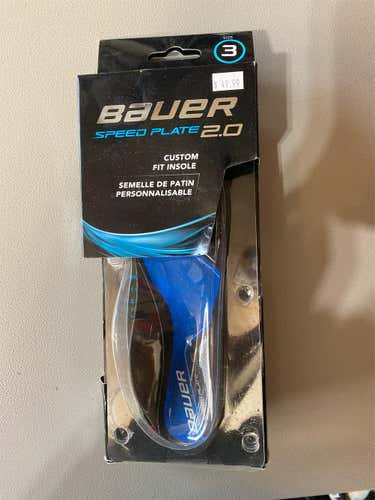 SIZE
3
BAUER
SPEED PLATE 2.0
CUSTOM
FIT INSOLE
SEMELLE DE PATIN
PERSONNALISABLE
BAUER